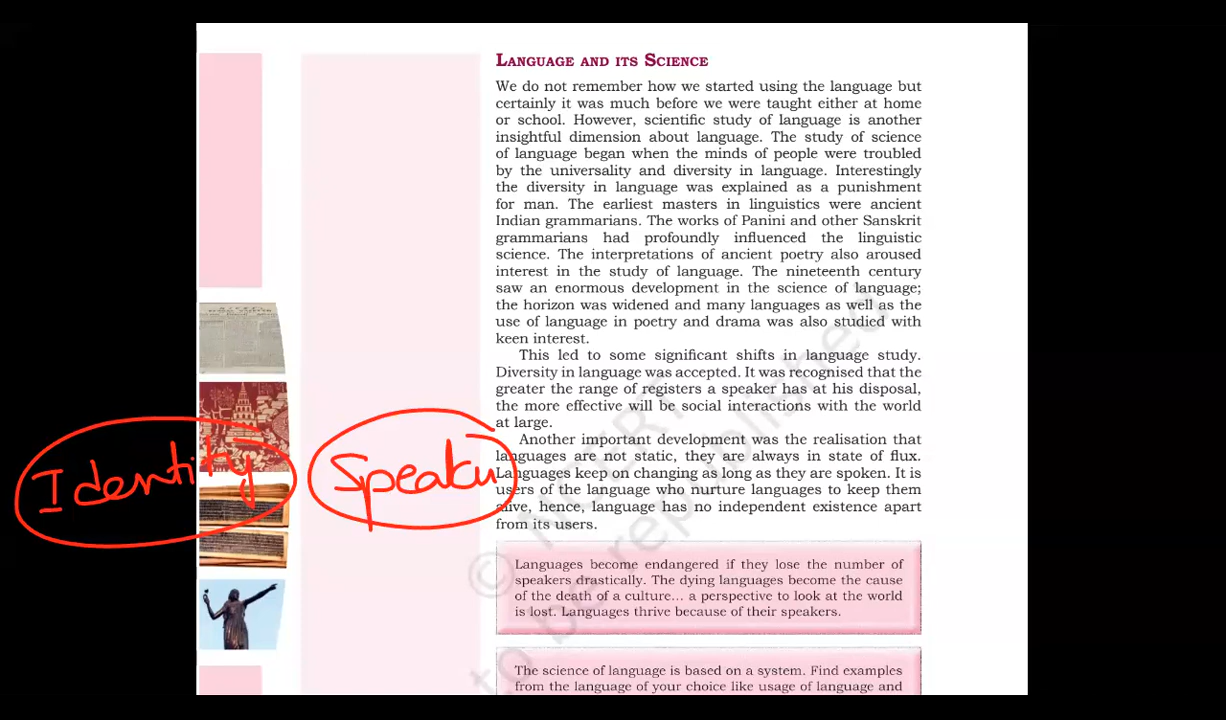 LANGUAGE AND ITS SCIENCE
We do not remember how we started using the language but
certainly it was much before we were taught either at home
or school. However, scientific study of language is another
insightful dimension about language. The study of science
of language began when the minds of people were troubled
by the universality and diversity in language. Interestingly
the diversity in language was explained as a punishment
for man. The earliest masters in linguistics were ancient
Indian grammarians. The works of Panini and other Sanskrit
grammarians had profoundly influenced the linguistic
science. The interpretations of ancient poetry also aroused
interest in the study of language. The nineteenth century
saw an enormous development in the science of language;
the horizon was widened and many languages as well as the
use of language in poetry and drama was also studied with
keen interest.
This led to some significant shifts in language study.
Diversity in language was accepted. It was recognised that the
greater the range of registers a speaker has at his disposal,
the more effective will be social interactions with the world
at large.
Another important development was the realisation that
languages are not static, they are always in state of flux.
Languages keep on changing as long as they are spoken. It is
users of the language who nurture languages to keep them
alive, hence, language has no independent existence apart
from its users.
Identity
Languages become endangered if they lose the number of
speakers drastically. The dying languages become the cause
of the death of a culture... a perspective to look at the world
is lost. Languages thrive because of their speakers.
The science of language is based on a system. Find examples
from the language of your choice like usage of language and
© NCERT
to be republished